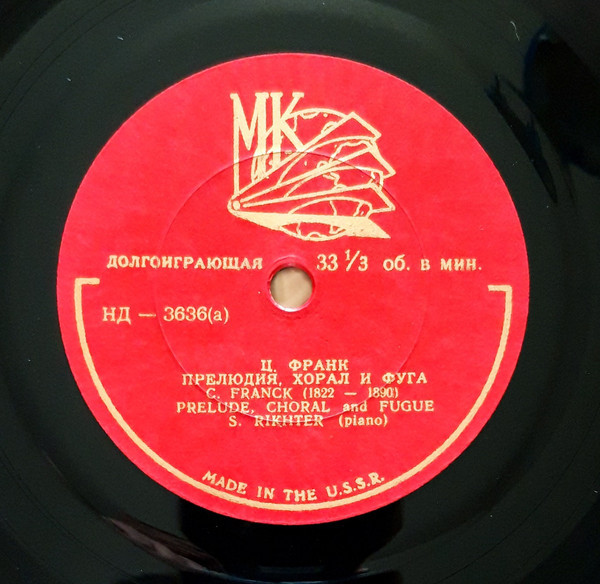 МК
ДОЛГОИГРАЮЩАЯ 33 1/3 об. в мин.
НД — 3636(а)
Ц. ФРАНК
ПРЕЛЮДИЯ, ХОРАЛ И ФУГА
C. FRANCK (1822 — 1890)
PRELUDE, CHORAL and FUGUE
S. RIKHTER (piano)
MADE IN THE U.S.S.R.